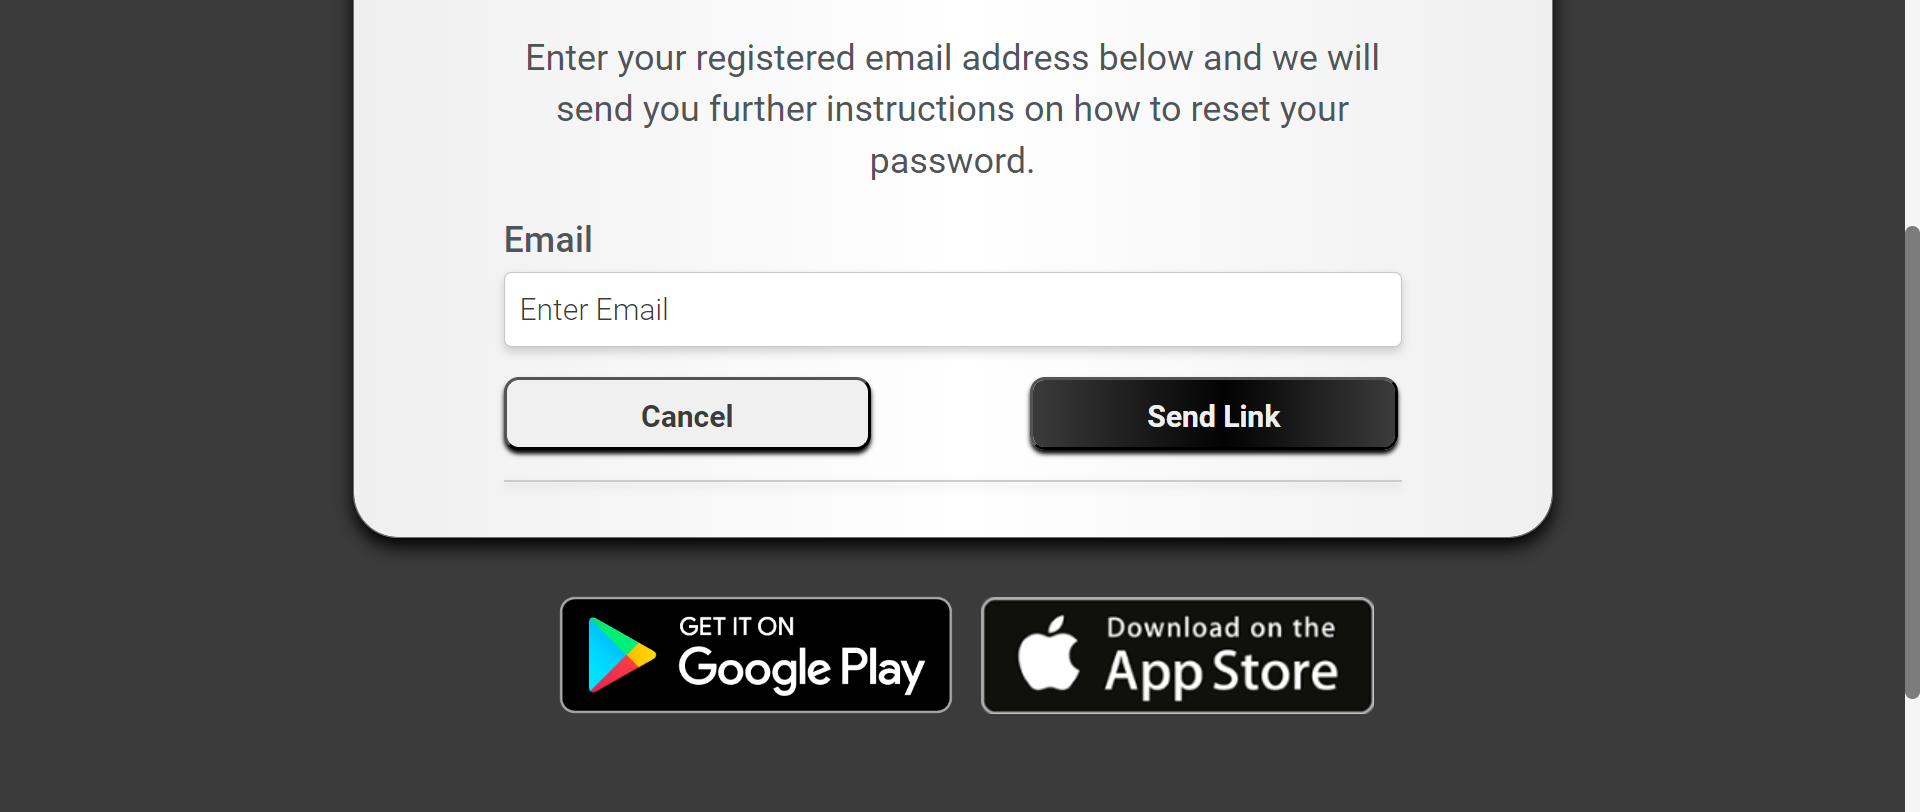 Enter your registered email address below and we will
send you further instructions on how to reset your
password.
Email
Enter Email
Cancel
Send Link
GET IT ON
Google Play
Download on the
App Store